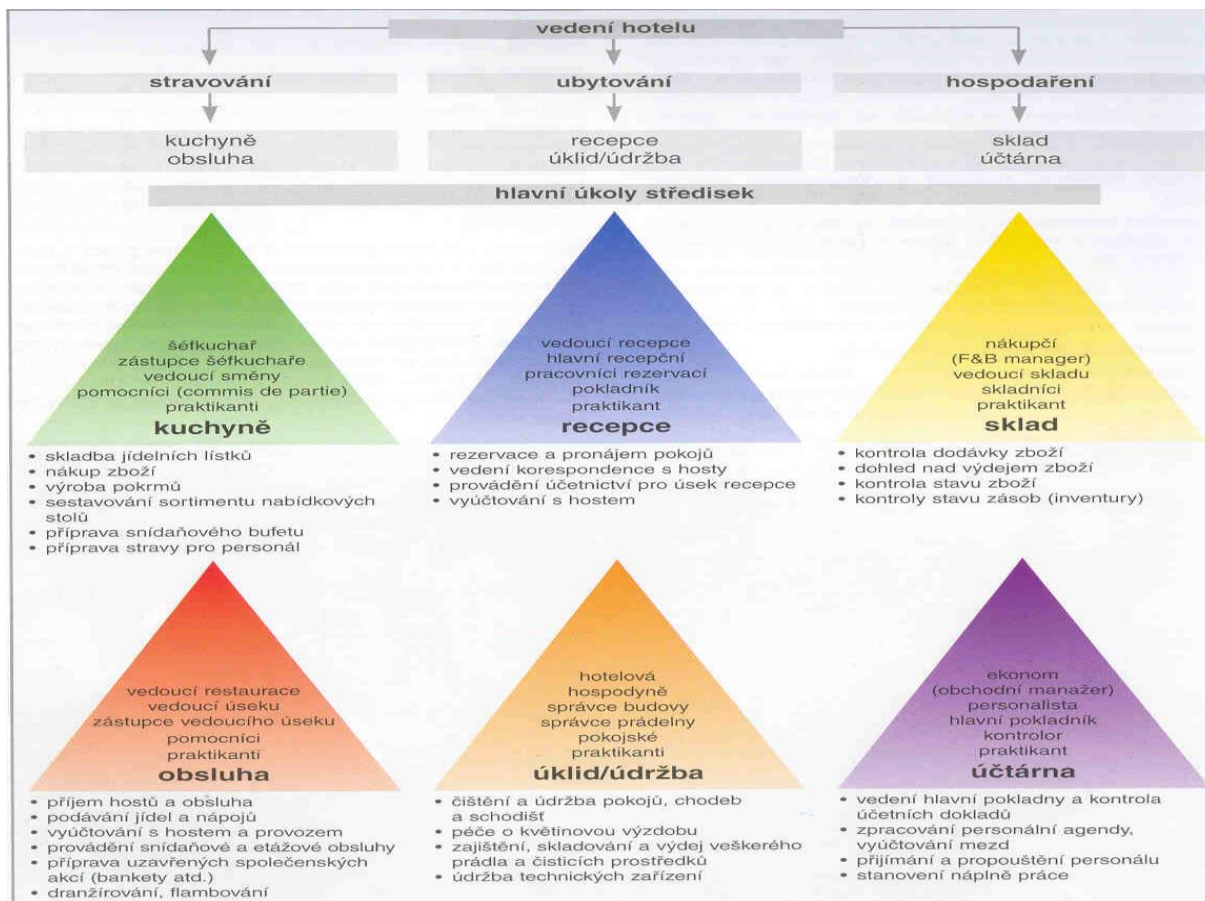 vedení hotelu
stravování
ubytování
hospodaření
kuchyně
obsluha
recepce
úklid/údržba
sklad
účtárna
hlavní úkoly středisek
šéfkuchař
zástupce šéfkuchaře
vedoucí směny
pomocníci (commis de partie)
praktikanti
kuchyně
• skladba jídelních lístků
• nákup zboží
• výroba pokrmů
• sestavování sortimentu nabídkových
stolů
• příprava snídaňového bufetu
• příprava stravy pro personál
vedoucí recepce
hlavní recepční
pracovníci rezervací
pokladník
praktikant
recepce
• rezervace a pronájem pokojů
• vedení korespondence s hosty
• provádění účetnictví pro úsek recepce
• vyúčtování s hostem
nákupčí
(F&B manager)
vedoucí skladu
skladníci
praktikant
sklad
• kontrola dodávky zboží
• dohled nad výdejem zboží
• kontrola stavu zboží
• kontroly stavu zásob (inventury)
vedoucí restaurace
vedoucí úseku
zástupce vedoucího úseku
pomocníci
praktikanti
obsluha
• příjem hostů a obsluha
• podávání jídel a nápojů
• vyúčtování s hostem a provozem
• provádění snídaňové a etážové obsluhy
• příprava uzavřených společenských
akcí (bankety atd.)
• dranžírování, flambování
hotelová
hospodyně
správce budovy
správce prádelny
pokojské
praktikanti
úklid/údržba
• čištění a údržba pokojů, chodeb
a schodišť
• péče o květinovou výzdobu
• zajištění, skladování a výdej veškerého
prádla a čisticích prostředků
• údržba technických zařízení
ekonom
(obchodní manažer)
personalista
hlavní pokladník
kontrolor
praktikant
účtárna
• vedení hlavní pokladny a kontrola
účetních dokladů
• zpracování personální agendy,
vyúčtování mezd
• přijímání a propouštění personálu
• stanovení náplně práce